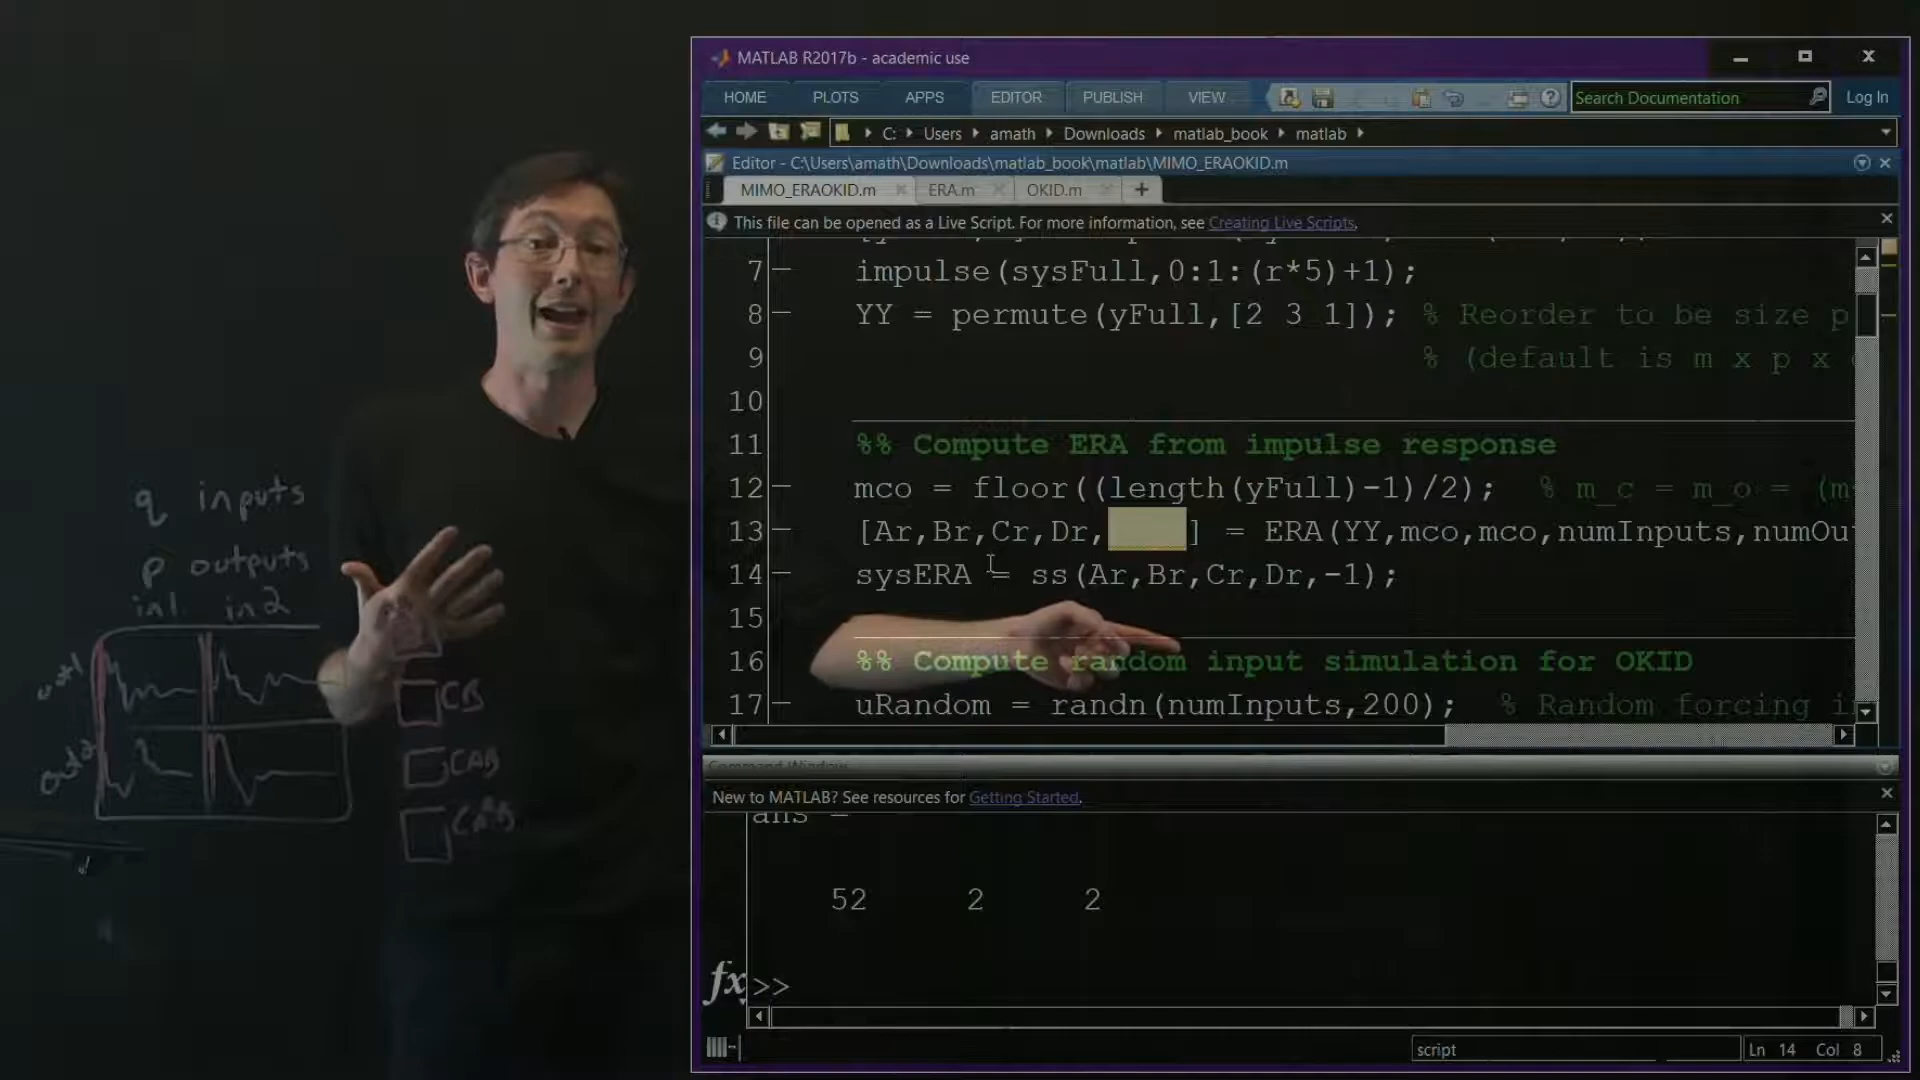 q inputs
p outputs
in1. in2
out1
out2
CB
CAB
MATLAB R2017b - academic use
HOME PLOTS APPS EDITOR PUBLISH VIEW Search Documentation Log In
C: Users amath Downloads matlab_book matlab
Editor - C:\Users\amath\Downloads\matlab_book\matlab\MIMO_ERAOKID.m
MIMO_ERAOKID.m ERA.m OKID.m +
This file can be opened as a Live Script. For more information, see Creating Live Scripts.
7 impulse(sysFull,0:1:(r*5)+1);
8 YY = permute(yFull,[2 3 1]); % Reorder to be size p
9 % (default is m x p x
10
11 %% Compute ERA from impulse response
12 mco = floor((length(yFull)-1)/2); % m_c = m_o = (m-
13 [Ar,Br,Cr,Dr, ] = ERA(YY,mco,mco,numInputs,numOu
14 sysERA = ss(Ar,Br,Cr,Dr,-1);
15
16 %% Compute random input simulation for OKID
17 uRandom = randn(numInputs,200); % Random forcing i
Command Window
New to MATLAB? See resources for Getting Started.
ans =
52 2 2
fx >>
script Ln 14 Col 8